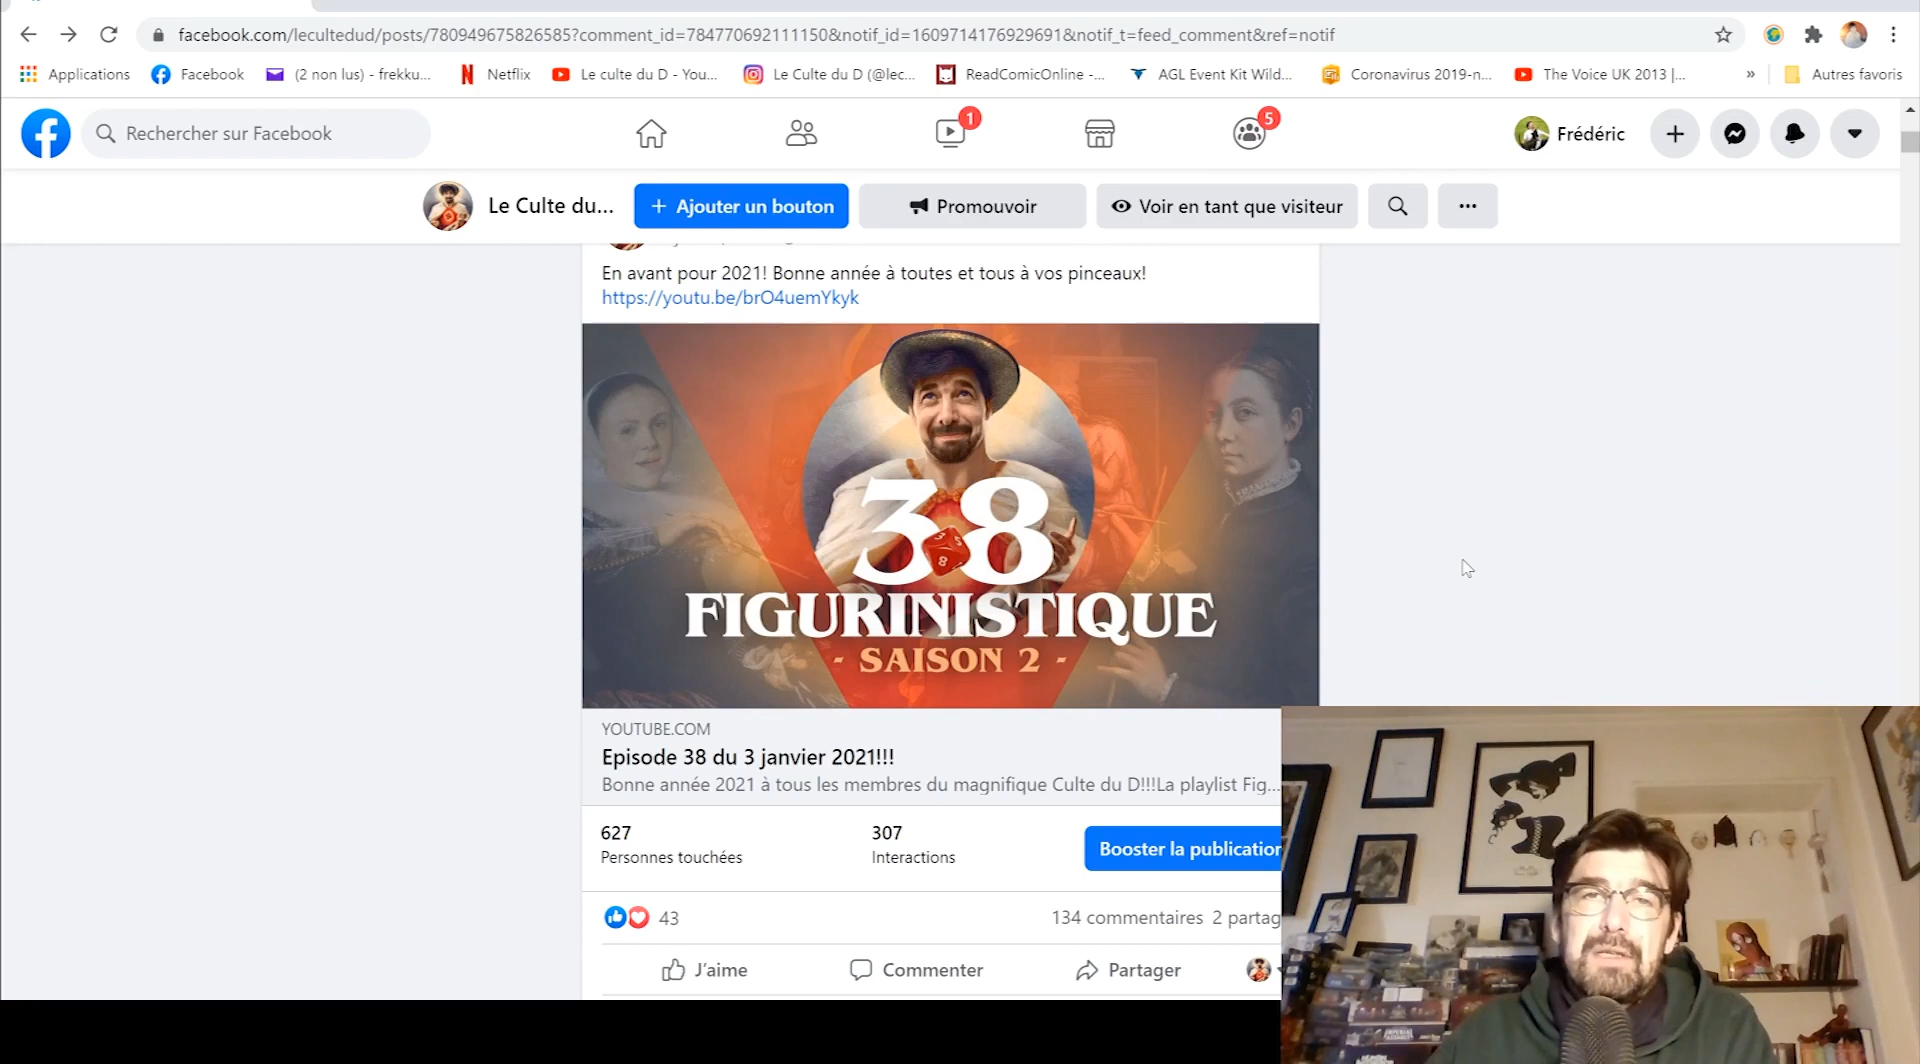 facebook.com/lecultedud/posts/780949675826585?comment_id=784770692111150&notif_id=1609714176929691&notif_t=feed_comment&ref=notif
Applications Facebook (2 non lus) - frekku... Netflix Le culte du D - You... Le Culte du D (@lec... ReadComicOnline -... AGL Event Kit Wild... Coronavirus 2019-n... The Voice UK 2013 |... » Autres favoris
Rechercher sur Facebook 1 5 Frédéric
Le Culte du... + Ajouter un bouton Promouvoir Voir en tant que visiteur ...
En avant pour 2021! Bonne année à toutes et tous à vos pinceaux!
https://youtu.be/brO4uemYkyk
38
FIGURINISTIQUE
- SAISON 2 -
YOUTUBE.COM
Episode 38 du 3 janvier 2021!!!
Bonne année 2021 à tous les membres du magnifique Culte du D!!!La playlist Fig...
627 307
Personnes touchées Interactions
Booster la publication
43 134 commentaires 2 partag
J'aime Commenter Partager